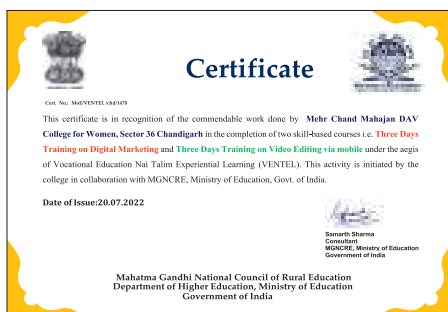 Certificate
Cert. No.: MoE/VENTEL /chd/1478
This certificate is in recognition of the commendable work done by Mehr Chand Mahajan DAV
College for Women, Sector 36 Chandigarh in the completion of two skill-based courses i.e. Three Days
Training on Digital Marketing and Three Days Training on Video Editing via mobile under the aegis
of Vocational Education Nai Talim Experiential Learning (VENTEL). This activity is initiated by the
college in collaboration with MGNCRE, Ministry of Education, Govt. of India.
Date of Issue:20.07.2022
Samarth Sharma
Consultant
MGNCRE, Ministry of Education
Government of India
Mahatma Gandhi National Council of Rural Education
Department of Higher Education, Ministry of Education
Government of India